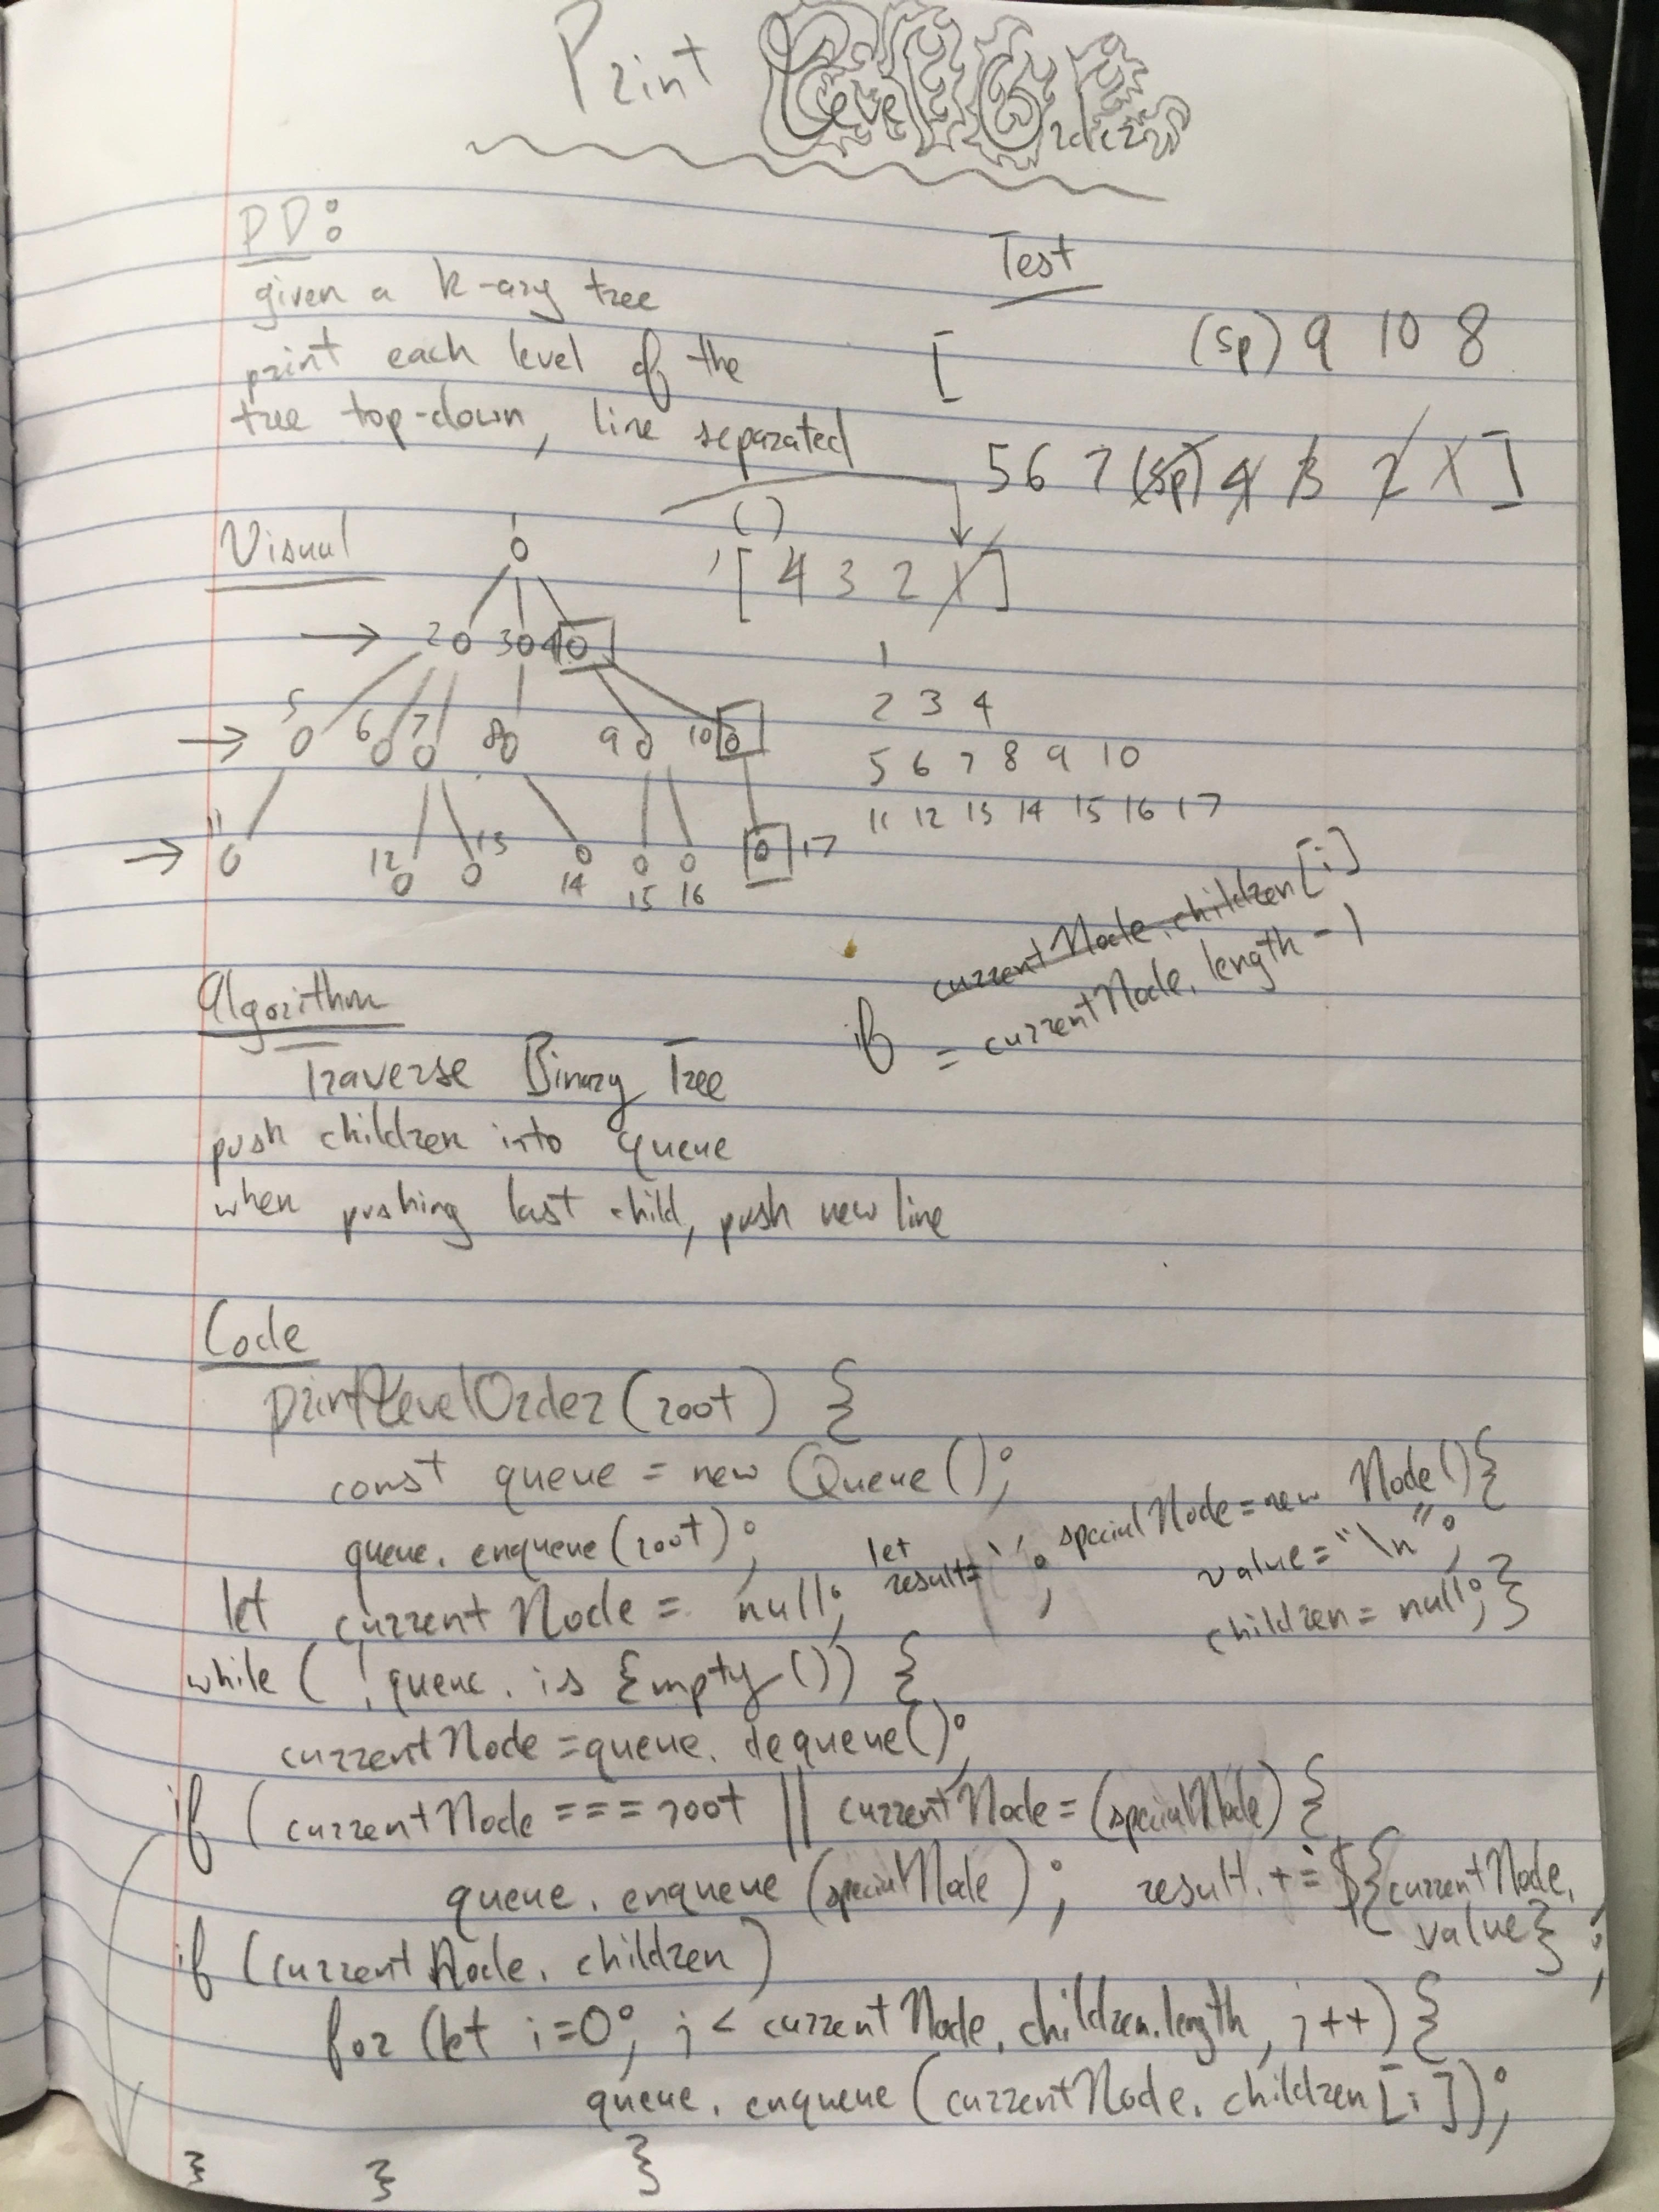 Print Level Order
PD:
given a k-ary tree
print each level of the
tree top-down, line separated
Test
[ (sp) 9 10 8
5 6 7 (sp) 4 3 2 1 ]
Visual
()
[ 4 3 2 1 ]
1
→ 2 3 4
→ 5 6 7 8 9 10
→ 11 12 13 14 15 16 17
1
2 3 4
5 6 7 8 9 10
11 12 13 14 15 16 17
currentNode.children[i]
if = currentNode.length - 1
Algorithm
Traverse Binary Tree
push children into queue
when pushing last child, push new line
Code
printLevelOrder(root) {
const queue = new Queue();
queue.enqueue(root);
let currentNode = null; let result = ''; specialNode = new Node() {
value = "\n";
children = null; }
while (!queue.isEmpty()) {
currentNode = queue.dequeue();
if (currentNode === root || currentNode = (specialNode) {
queue.enqueue(specialNode); result. += `${currentNode.
value};
if (currentNode.children)
for (let i=0; i < currentNode.children.length, i++) {
queue.enqueue(currentNode.children[i]);
} } }